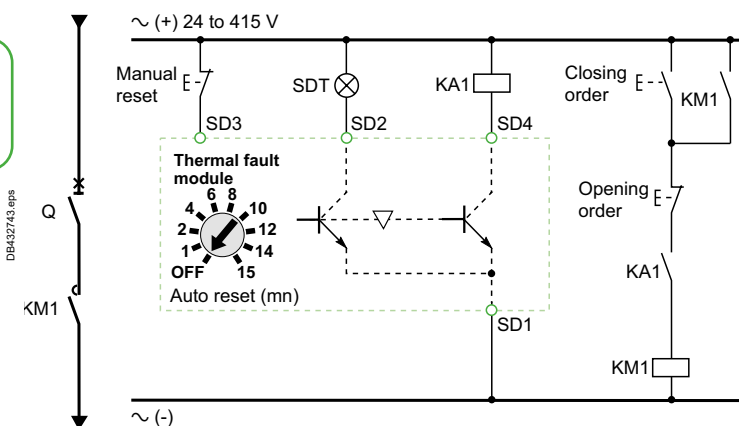 ∼ (+) 24 to 415 V
Manual
reset
SDT
KA1
Closing
order
KM1
SD3
SD2
SD4
Thermal fault
module
OFF
1
2
4
6
8
10
12
14
15
Auto reset (mn)
SD1
Opening
order
KA1
KM1
∼ (-)
Q
KM1
DB432743.eps